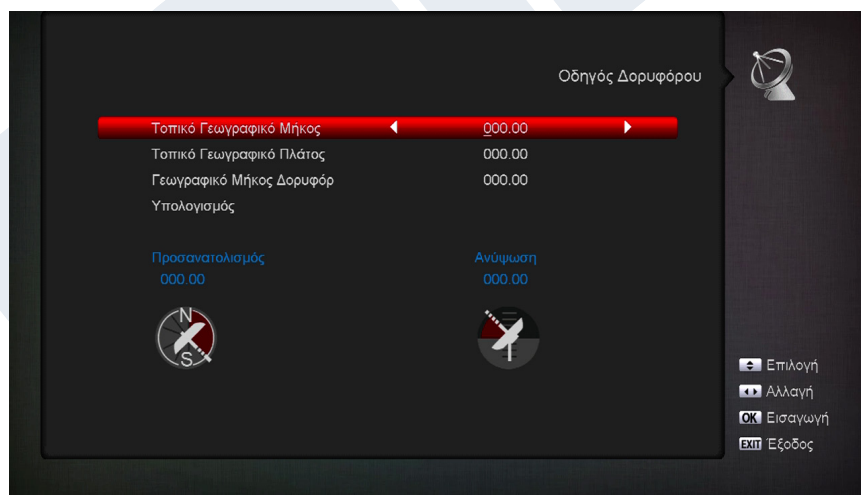 Οδηγός Δορυφόρου
Τοπικό Γεωγραφικό Μήκος 000.00
Τοπικό Γεωγραφικό Πλάτος 000.00
Γεωγραφικό Μήκος Δορυφόρ 000.00
Υπολογισμός
Προσανατολισμός Ανύψωση
000.00 000.00
N
S
Επιλογή
Αλλαγή
OK Εισαγωγή
EXIT Έξοδος